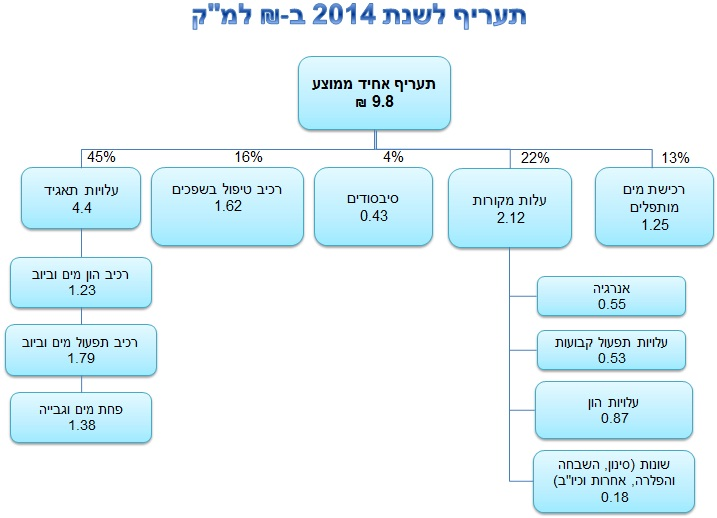 תעריף לשנת 2014 ב-₪ למ"ק
תעריף אחיד ממוצע
9.8 ₪
13%
22%
4%
16%
45%
רכישת מים
מותפלים
1.25
עלות מקורות
2.12
סיבסודים
0.43
רכיב טיפול בשפכים
1.62
עלויות תאגיד
4.4
אנרגיה
0.55
עלויות תפעול קבועות
0.53
עלויות הון
0.87
שונות (סינון, השבחה
והפלרה, אחרות וכיו"ב)
0.18
רכיב הון מים וביוב
1.23
רכיב תפעול מים וביוב
1.79
פחת מים וגבייה
1.38